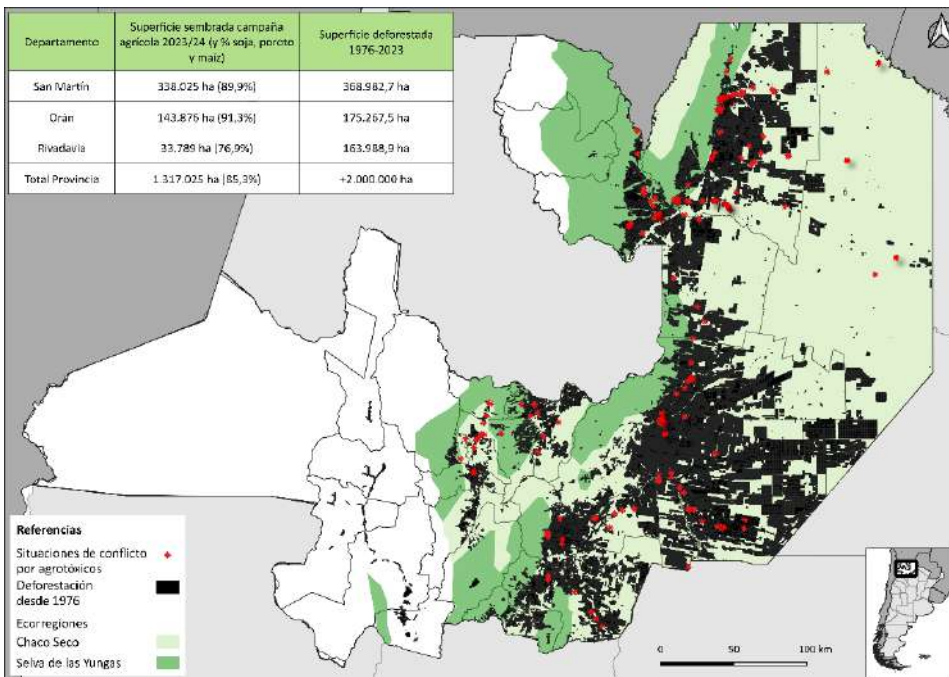 Departamento
Superficie sembrada campaña
agrícola 2023/24 (y % soja, poroto
y maíz)
Superficie deforestada
1976-2023
San Martín
338.025 ha (89,9%)
368.982,7 ha
Orán
143.876 ha (91,3%)
175.267,5 ha
Rivadavia
33.789 ha (76,9%)
163.988,9 ha
Total Provincia
1.317.025 ha (85,3%)
+2.000.000 ha
Referencias
Situaciones de conflicto
por agrotóxicos
Deforestación
desde 1976
Ecorregiones
Chaco Seco
Selva de las Yungas
0 50 100 km